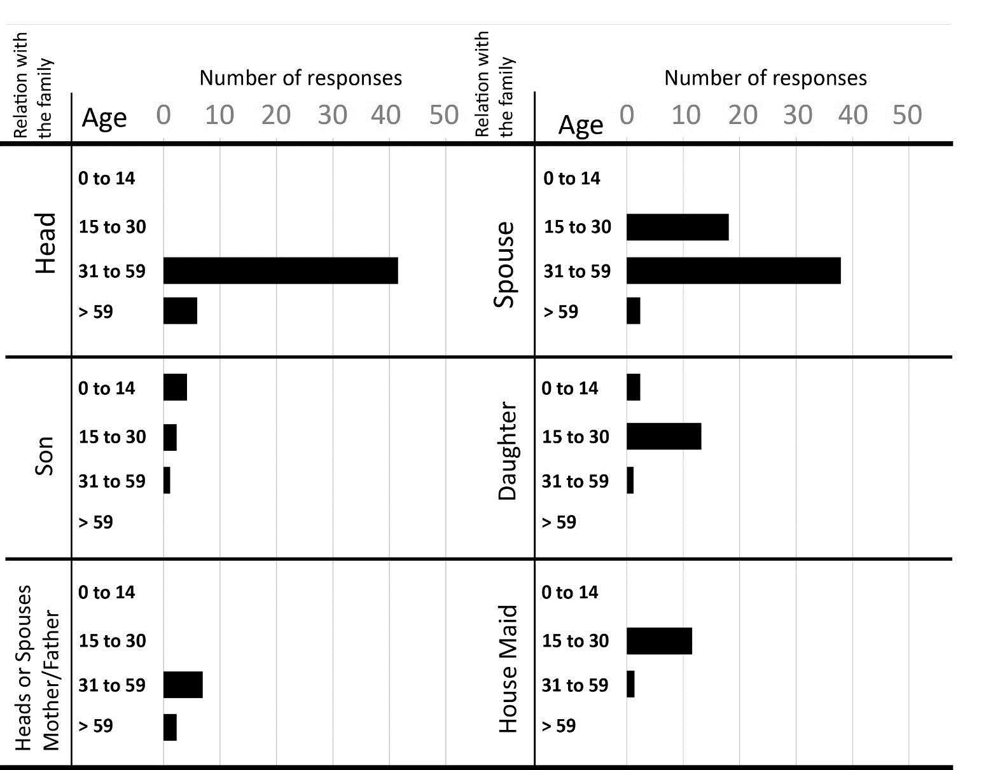 Relation with
the family
Number of responses
Age 0 10 20 30 40 50
Relation with
the family
Number of responses
Age 0 10 20 30 40 50
Head
0 to 14
15 to 30
31 to 59
> 59
Spouse
0 to 14
15 to 30
31 to 59
> 59
Son
0 to 14
15 to 30
31 to 59
> 59
Daughter
0 to 14
15 to 30
31 to 59
> 59
Heads or Spouses
Mother/Father
0 to 14
15 to 30
31 to 59
> 59
House Maid
0 to 14
15 to 30
31 to 59
> 59